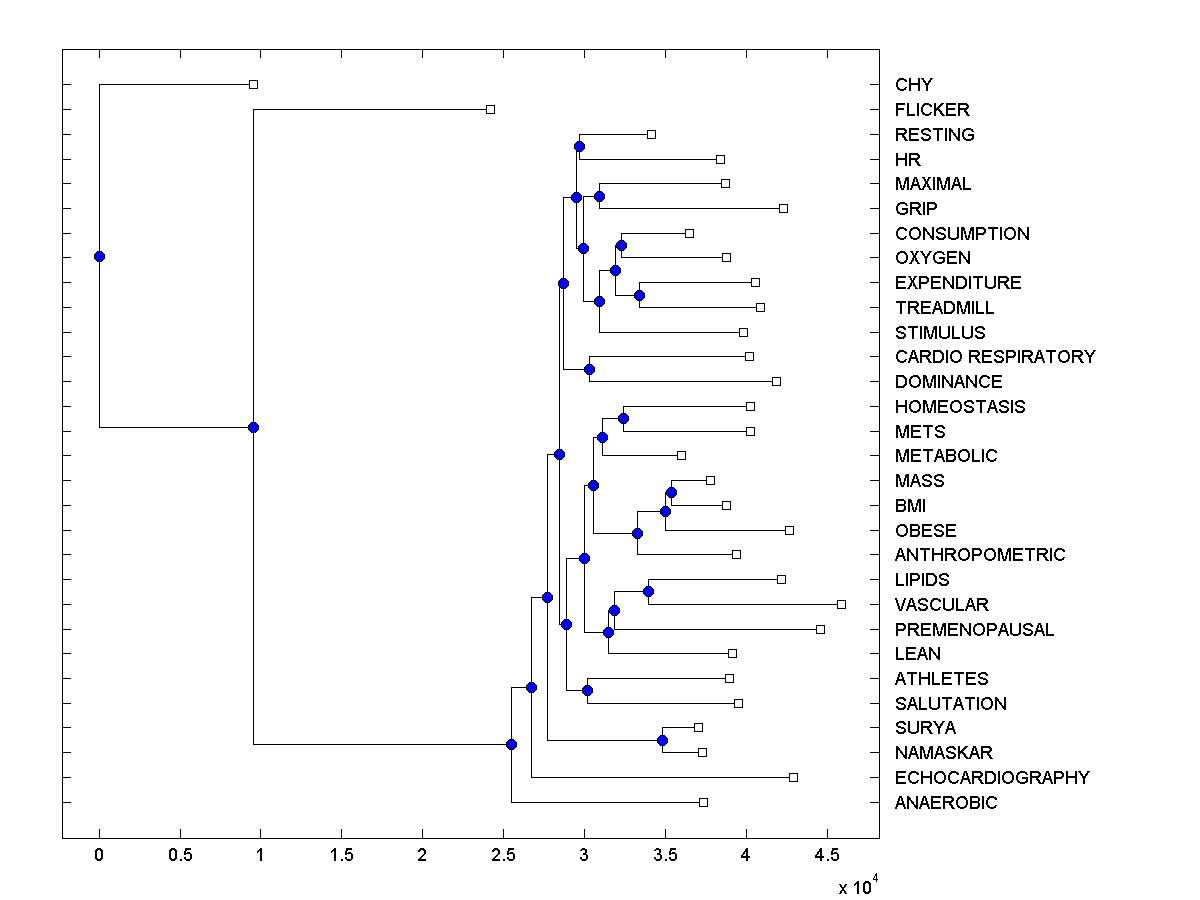 CHY
FLICKER
RESTING
HR
MAXIMAL
GRIP
CONSUMPTION
OXYGEN
EXPENDITURE
TREADMILL
STIMULUS
CARDIO RESPIRATORY
DOMINANCE
HOMEOSTASIS
METS
METABOLIC
MASS
BMI
OBESE
ANTHROPOMETRIC
LIPIDS
VASCULAR
PREMENOPAUSAL
LEAN
ATHLETES
SALUTATION
SURYA
NAMASKAR
ECHOCARDIOGRAPHY
ANAEROBIC
0 0.5 1 1.5 2 2.5 3 3.5 4 4.5
x 10^4